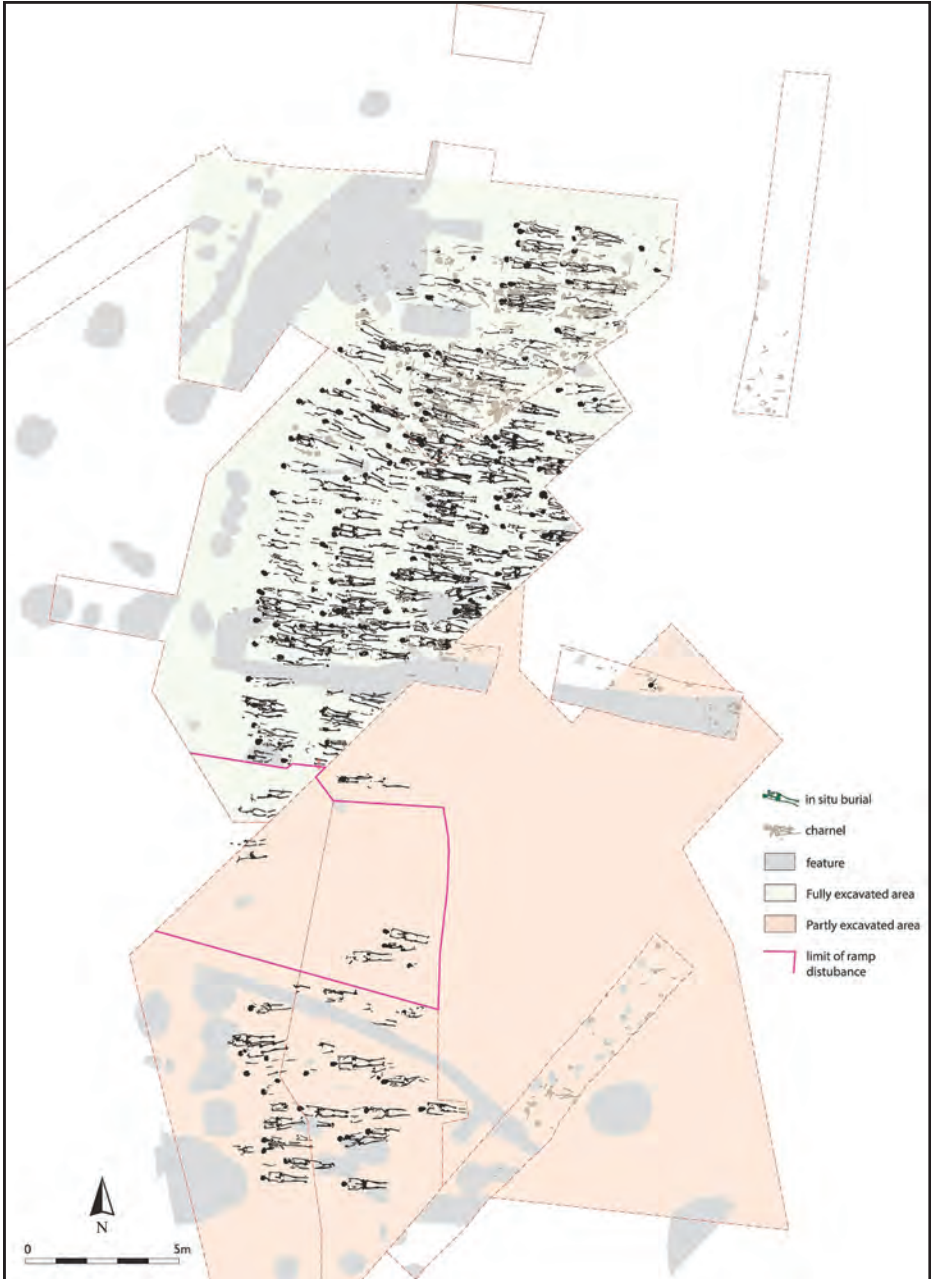 in situ burial
charnel
feature
Fully excavated area
Partly excavated area
limit of ramp
distubance
N
0 5m